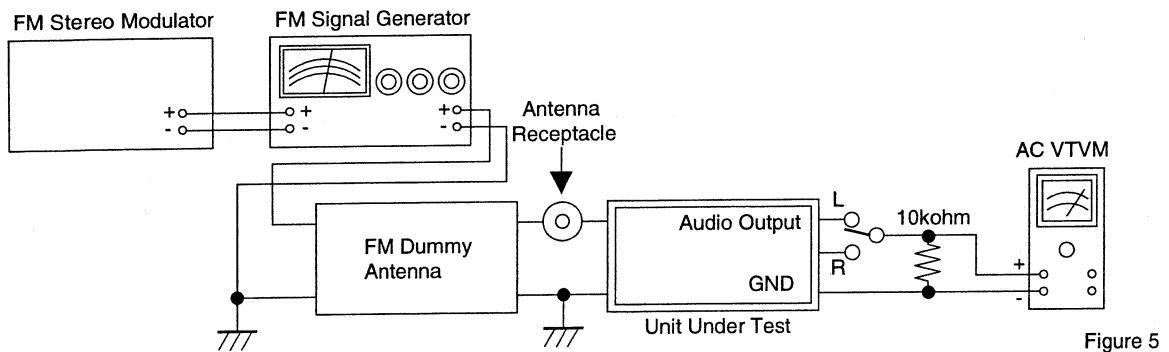 FM Stereo Modulator
FM Signal Generator
+
-
+
-
+
-
Antenna
Receptacle
AC VTVM
FM Dummy
Antenna
Audio Output
GND
L
R
10kohm
+
-
Unit Under Test
Figure 5